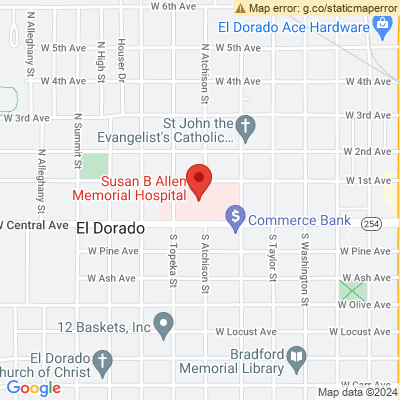 Map error: g.co/staticmaperror
El Dorado Ace Hardware
W 5th Ave
W 5th Ave
W 4th Ave
W 4th Ave
W 3rd Ave
W 3rd Ave
St John the
Evangelist's Catholic...
W 2nd Ave
W 1st Ave
Susan B Allen
Memorial Hospital
Commerce Bank
254
W Central Ave
El Dorado
W Pine Ave
W Pine Ave
W Ash Ave
W Ash Ave
W Olive Ave
12 Baskets, Inc
W Locust Ave
W Locust Ave
El Dorado
Church of Christ
Bradford
Memorial Library
W Carr Ave
N Alleghany St
N Alleghany St
N High St
Houser Dr
N Summit St
N Atchison St
S Topeka St
S Atchison St
S Taylor St
S Washington St
Google
Map data ©2024